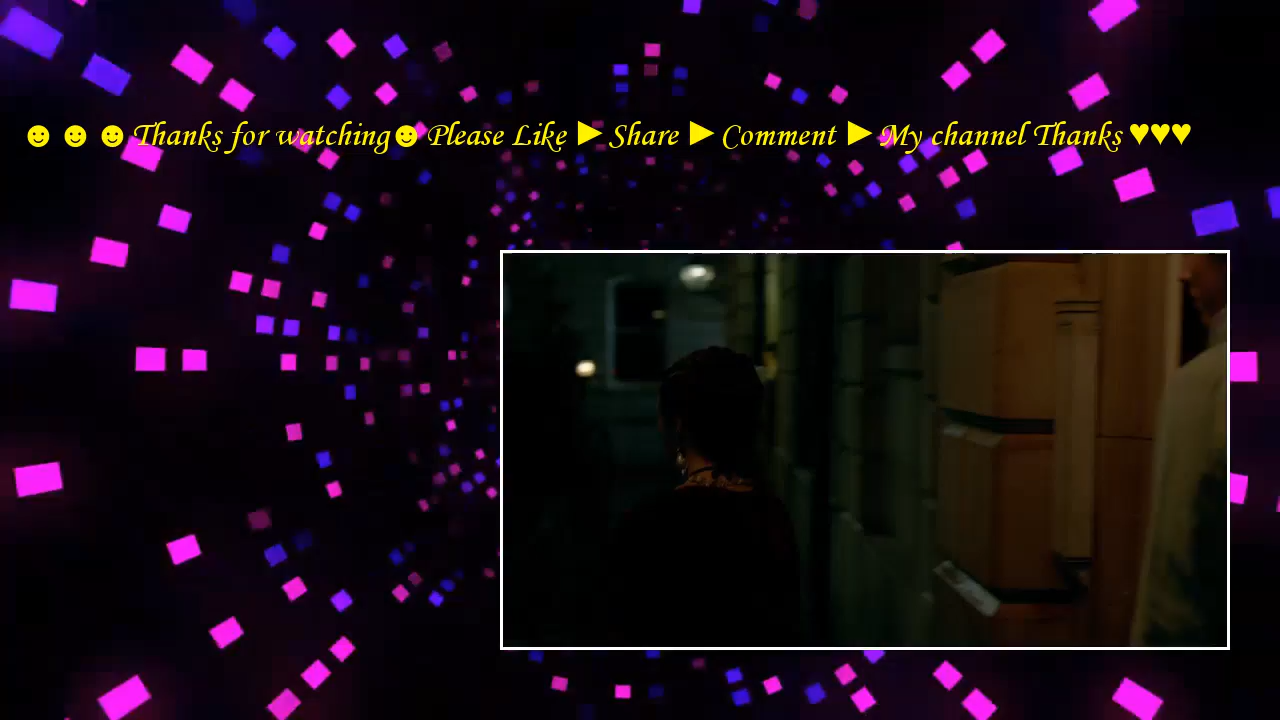 ☻ ☻ ☻Thanks for watching☻Please Like ►Share ►Comment ►My channel Thanks ♥♥♥